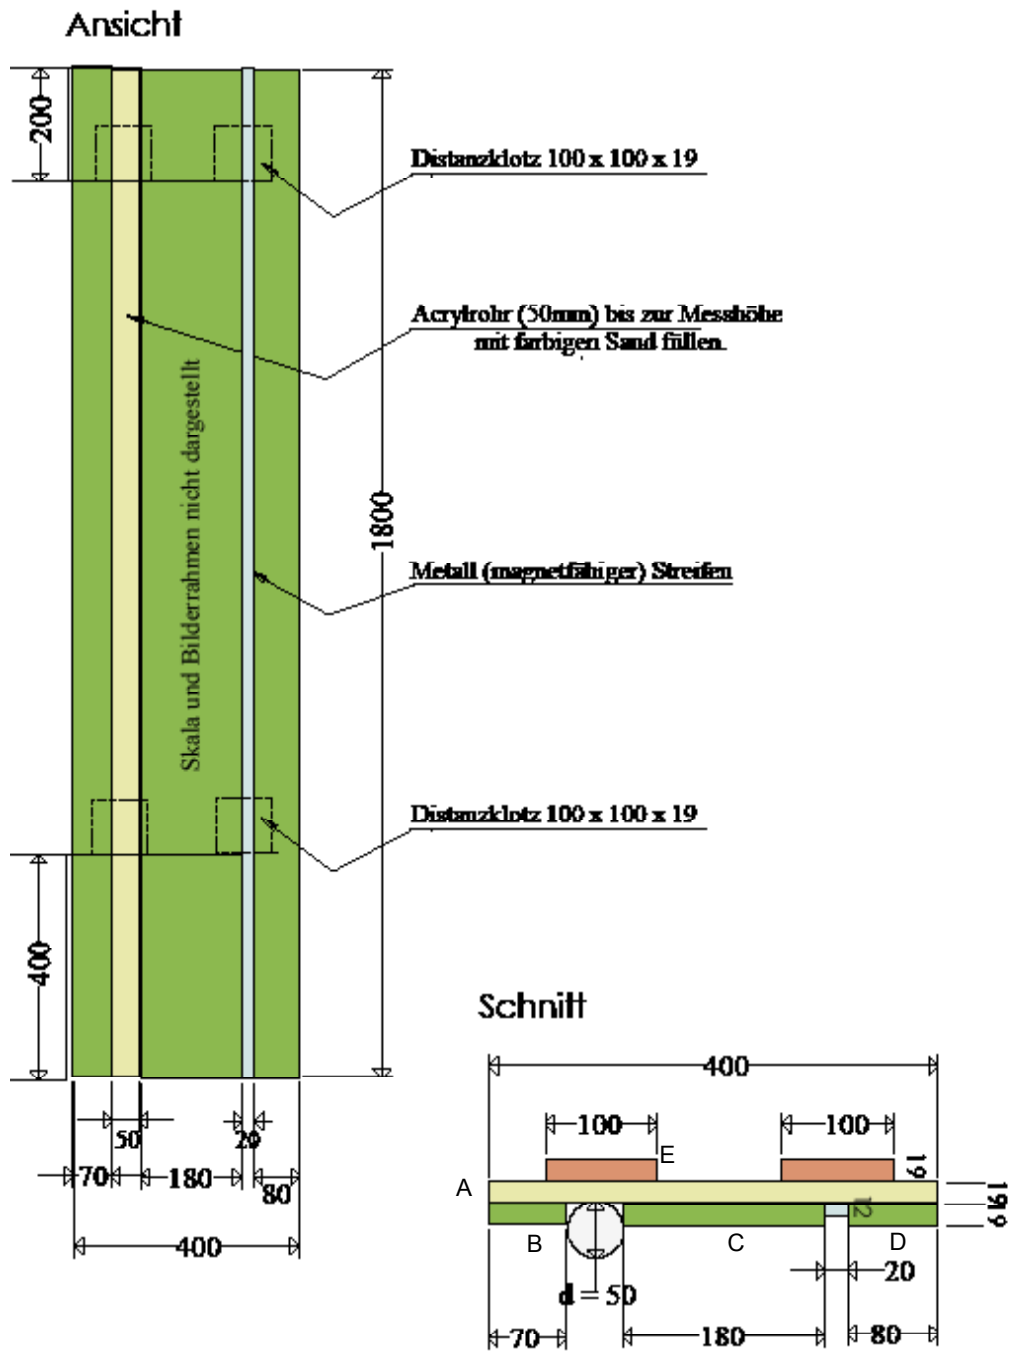 Ansicht
200
Distanzklotz 100 x 100 x 19
Acrylrohr (50mm) bis zur Messhöhe
mit farbigen Sand füllen.
Skala und Bilderrahmen nicht dargestellt
1800
Metall (magnetfähiger) Streifen
Distanzklotz 100 x 100 x 19
400
50
20
70
180
80
400
Schnitt
400
100
100
E
19
A
19
19
12
B
C
D
20
d = 50
70
180
80